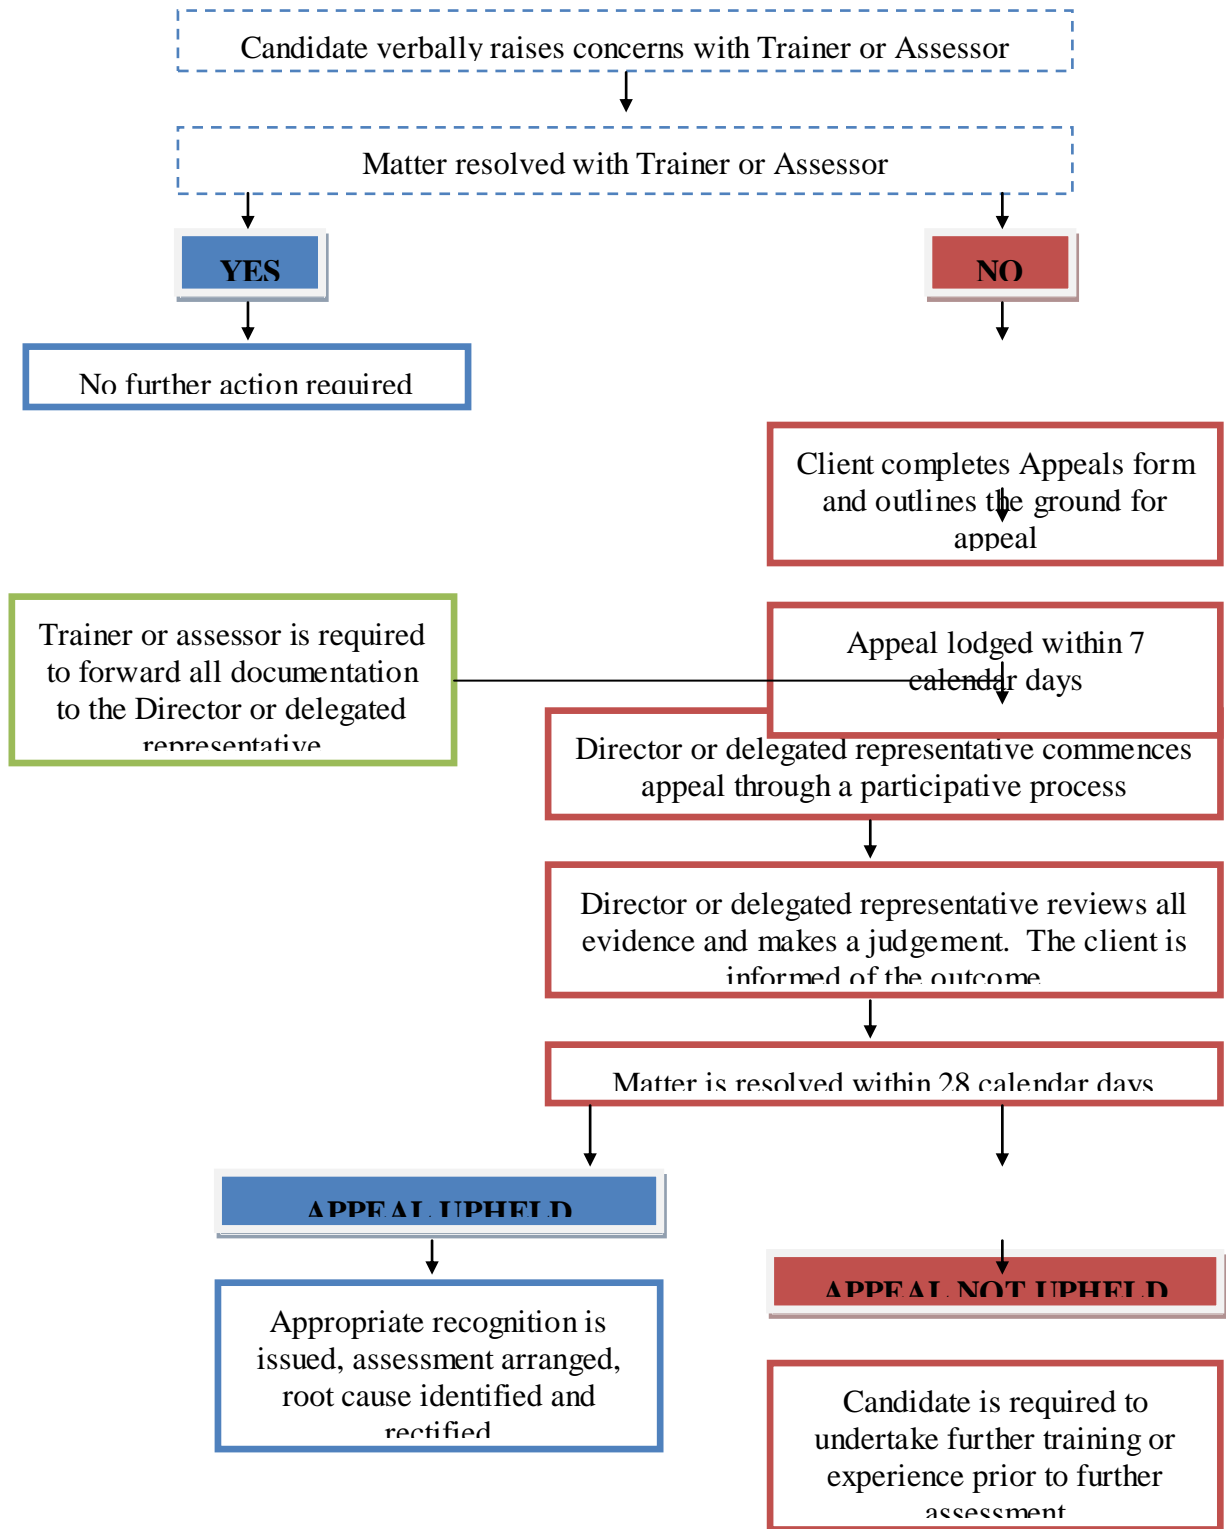 Candidate verbally raises concerns with Trainer or Assessor
Matter resolved with Trainer or Assessor
YES
NO
No further action required
Client completes Appeals form
and outlines the ground for
appeal
Trainer or assessor is required
to forward all documentation
to the Director or delegated
representative
Appeal lodged within 7
calendar days
Director or delegated representative commences
appeal through a participative process
Director or delegated representative reviews all
evidence and makes a judgement.  The client is
informed of the outcome
Matter is resolved within 28 calendar days
APPEAL UPHELD
APPEAL NOT UPHELD
Appropriate recognition is
issued, assessment arranged,
root cause identified and
rectified
Candidate is required to
undertake further training or
experience prior to further
assessment